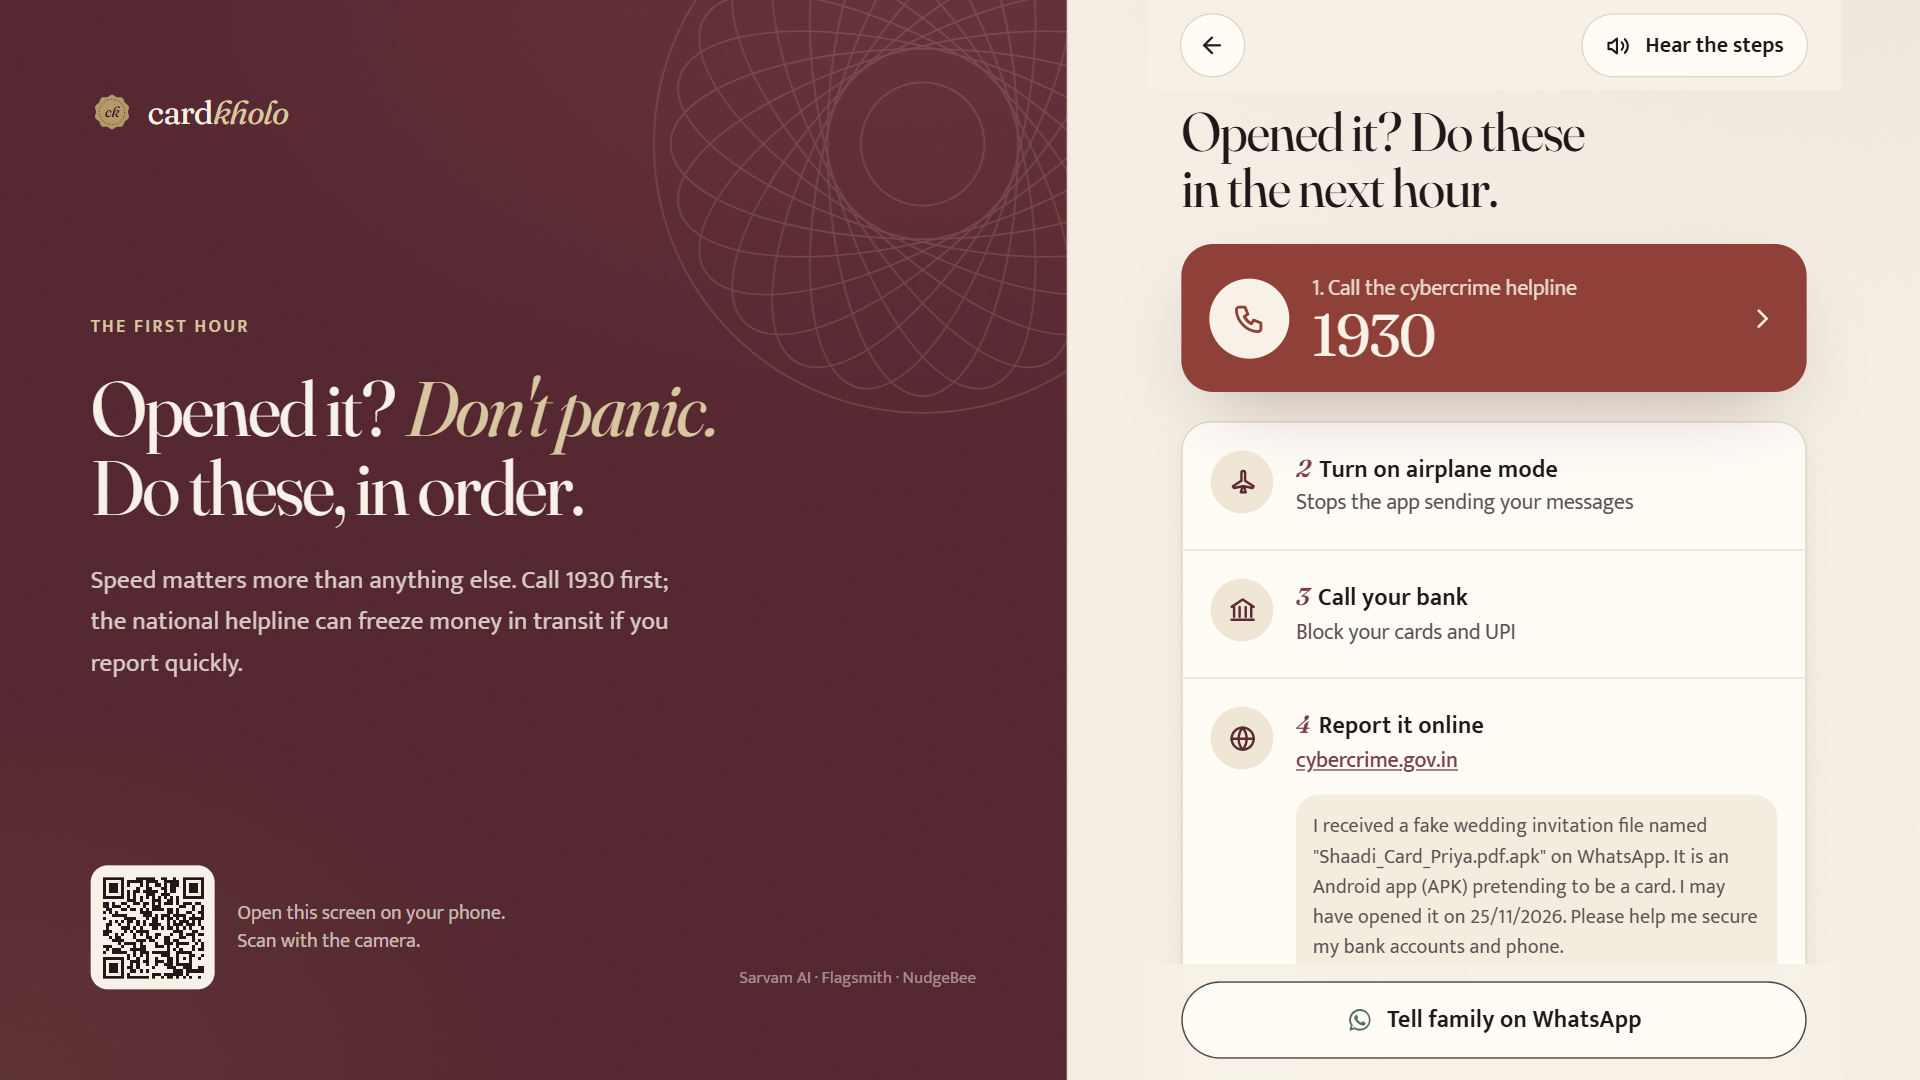 ck
cardkholo
THE FIRST HOUR
Opened it? Don't panic.
Do these, in order.
Speed matters more than anything else. Call 1930 first;
the national helpline can freeze money in transit if you
report quickly.
Open this screen on your phone.
Scan with the camera.
Sarvam AI · Flagsmith · NudgeBee
Hear the steps
Opened it? Do these
in the next hour.
1. Call the cybercrime helpline
1930
2 Turn on airplane mode
Stops the app sending your messages
3 Call your bank
Block your cards and UPI
4 Report it online
cybercrime.gov.in
I received a fake wedding invitation file named
"Shaadi_Card_Priya.pdf.apk" on WhatsApp. It is an
Android app (APK) pretending to be a card. I may
have opened it on 25/11/2026. Please help me secure
my bank accounts and phone.
Tell family on WhatsApp